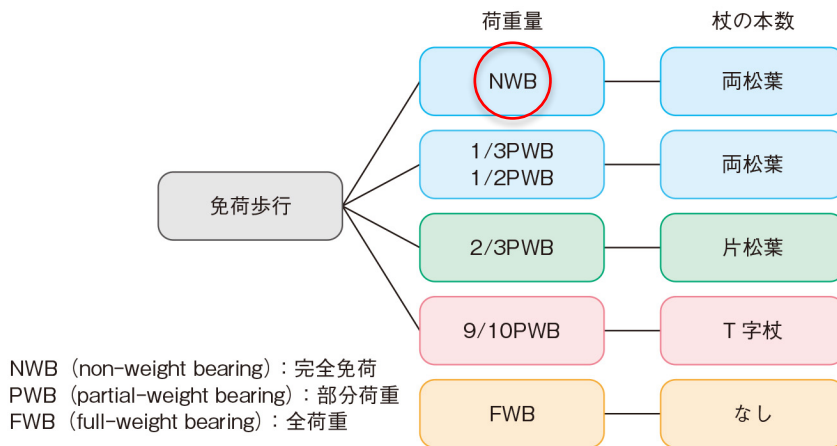 荷重量 杖の本数
NWB 両松葉
1/3PWB
1/2PWB
両松葉
免荷歩行
2/3PWB 片松葉
9/10PWB T字杖
FWB なし
NWB（non-weight bearing）：完全免荷
PWB（partial-weight bearing）：部分荷重
FWB（full-weight bearing）：全荷重